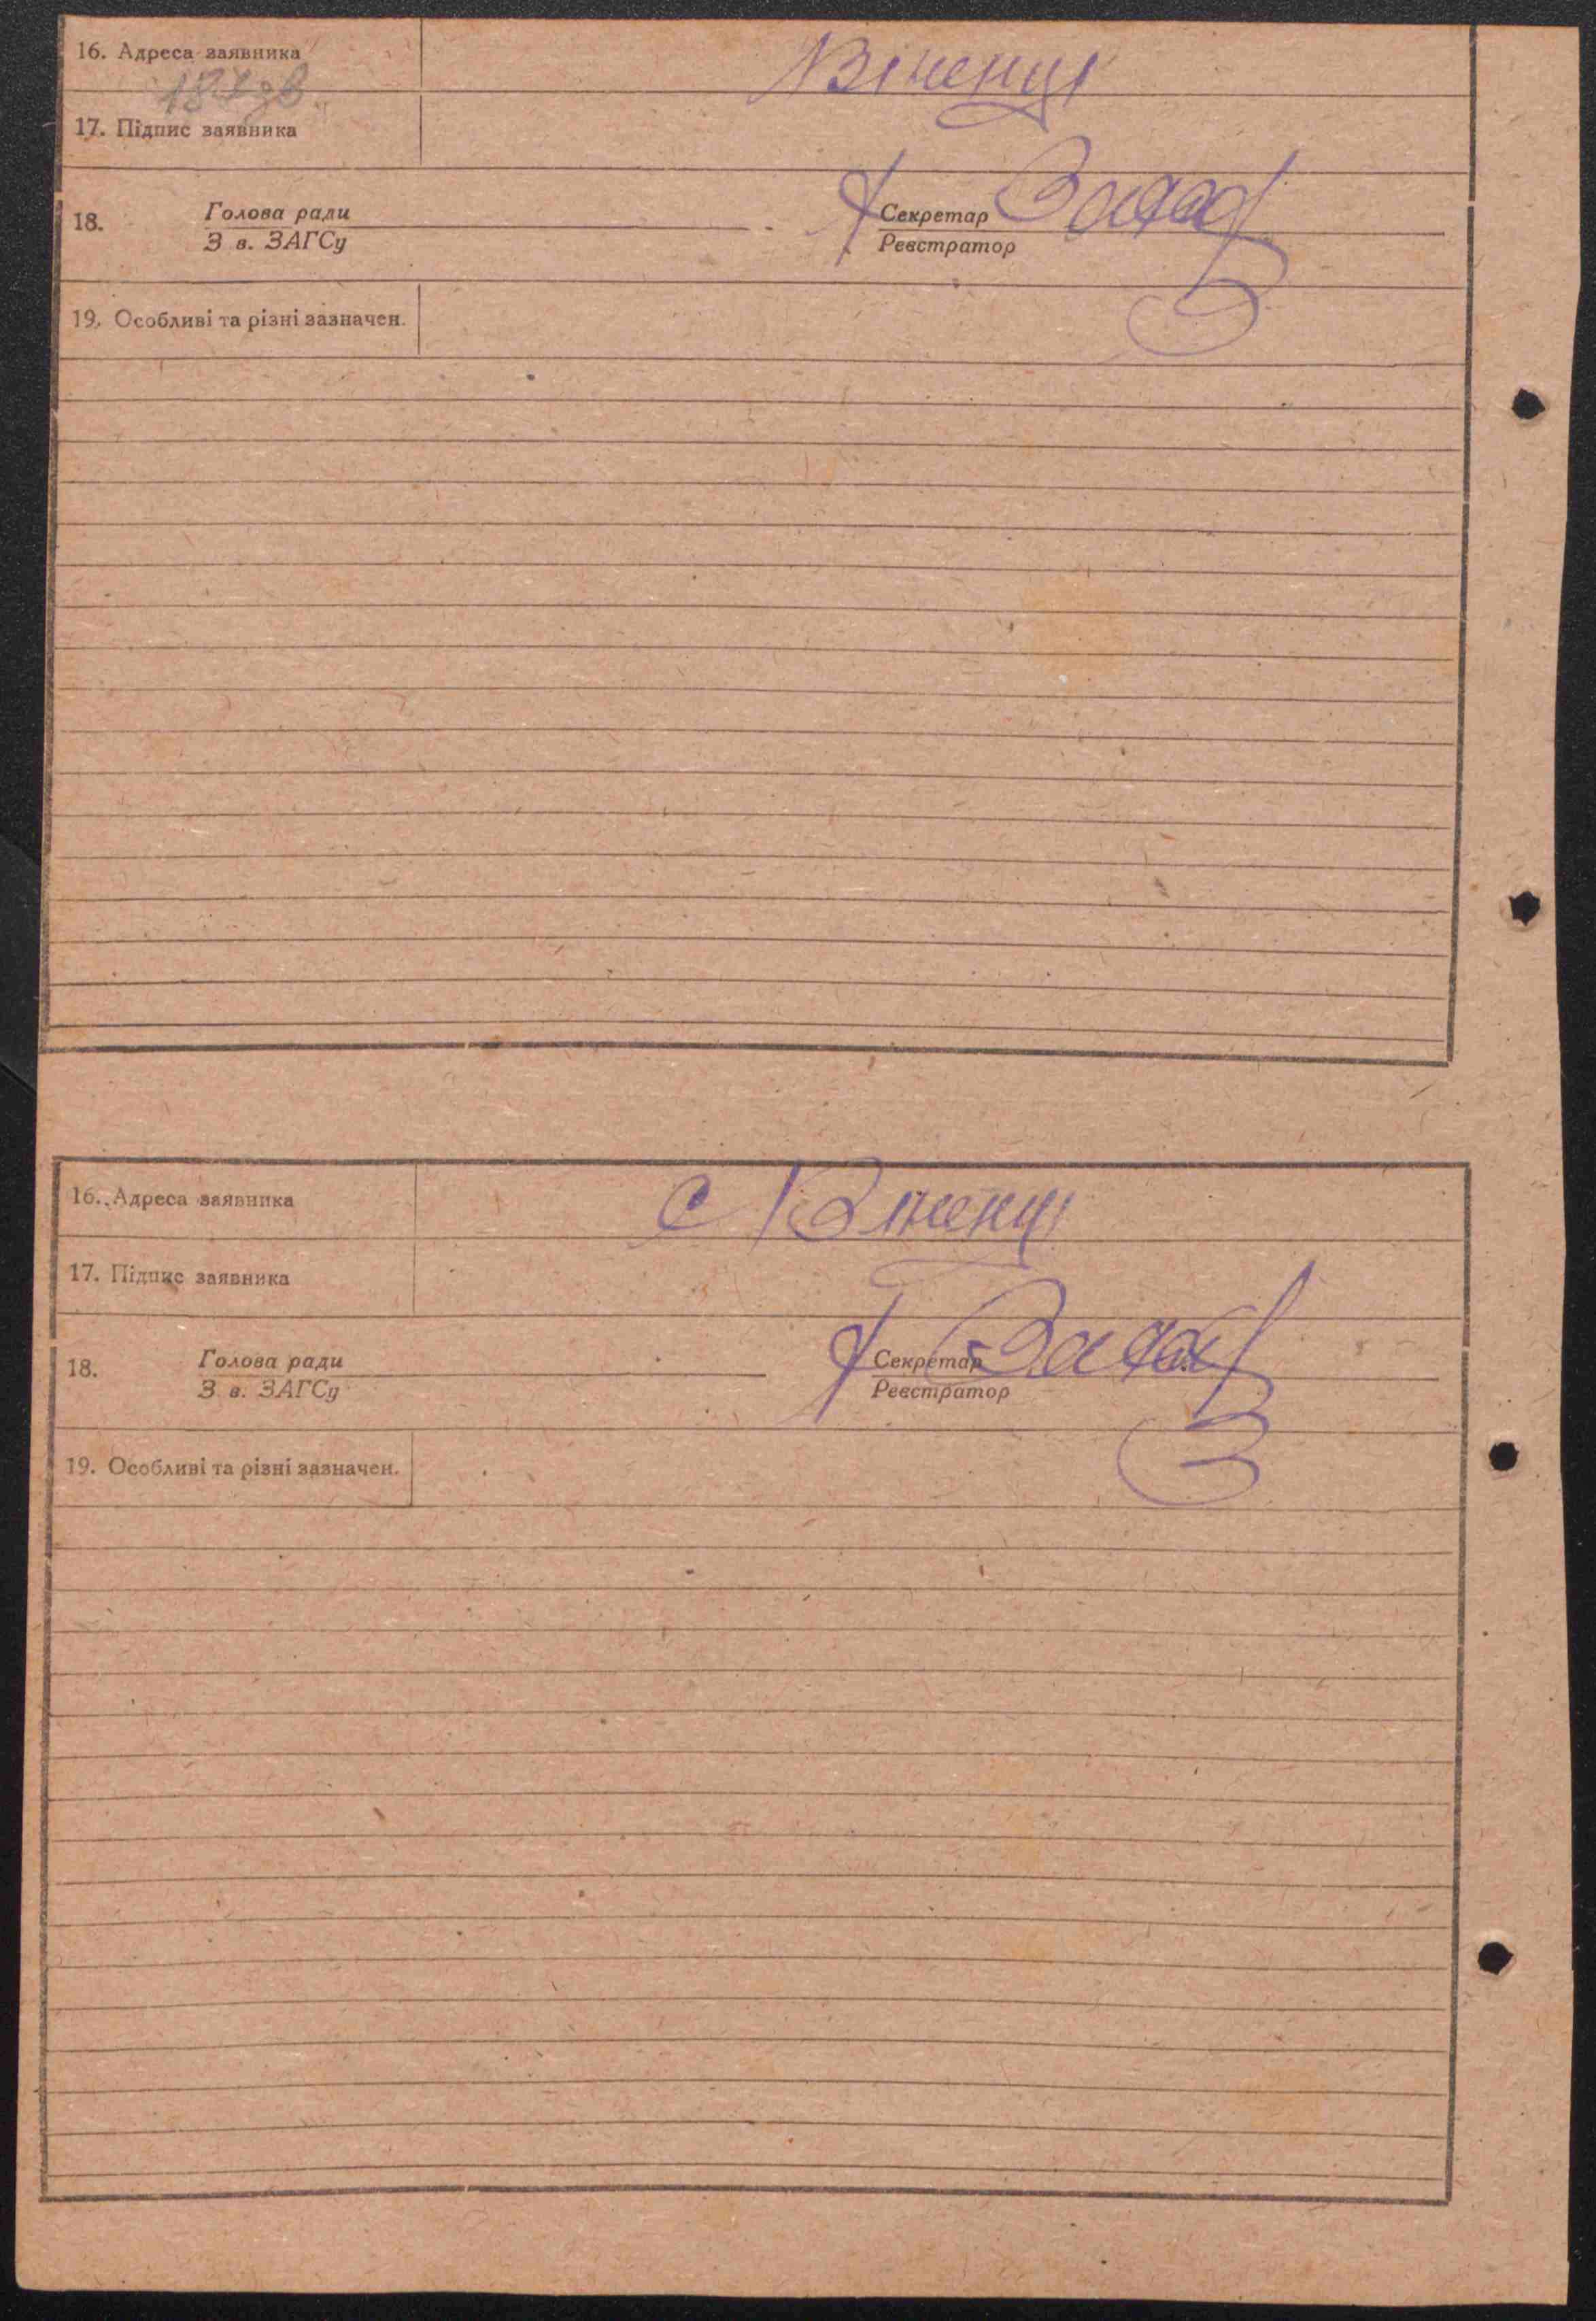 16. Адреса заявника Віненці
187зв
17. Підпис заявника
18. Голова ради Секретар
З в. ЗАГСу Реєстратор
19. Особливі та різні зазначен.
16. Адреса заявника с Віненці
17. Підпис заявника
18. Голова ради Секретар
З в. ЗАГСу Реєстратор
19. Особливі та різні зазначен.